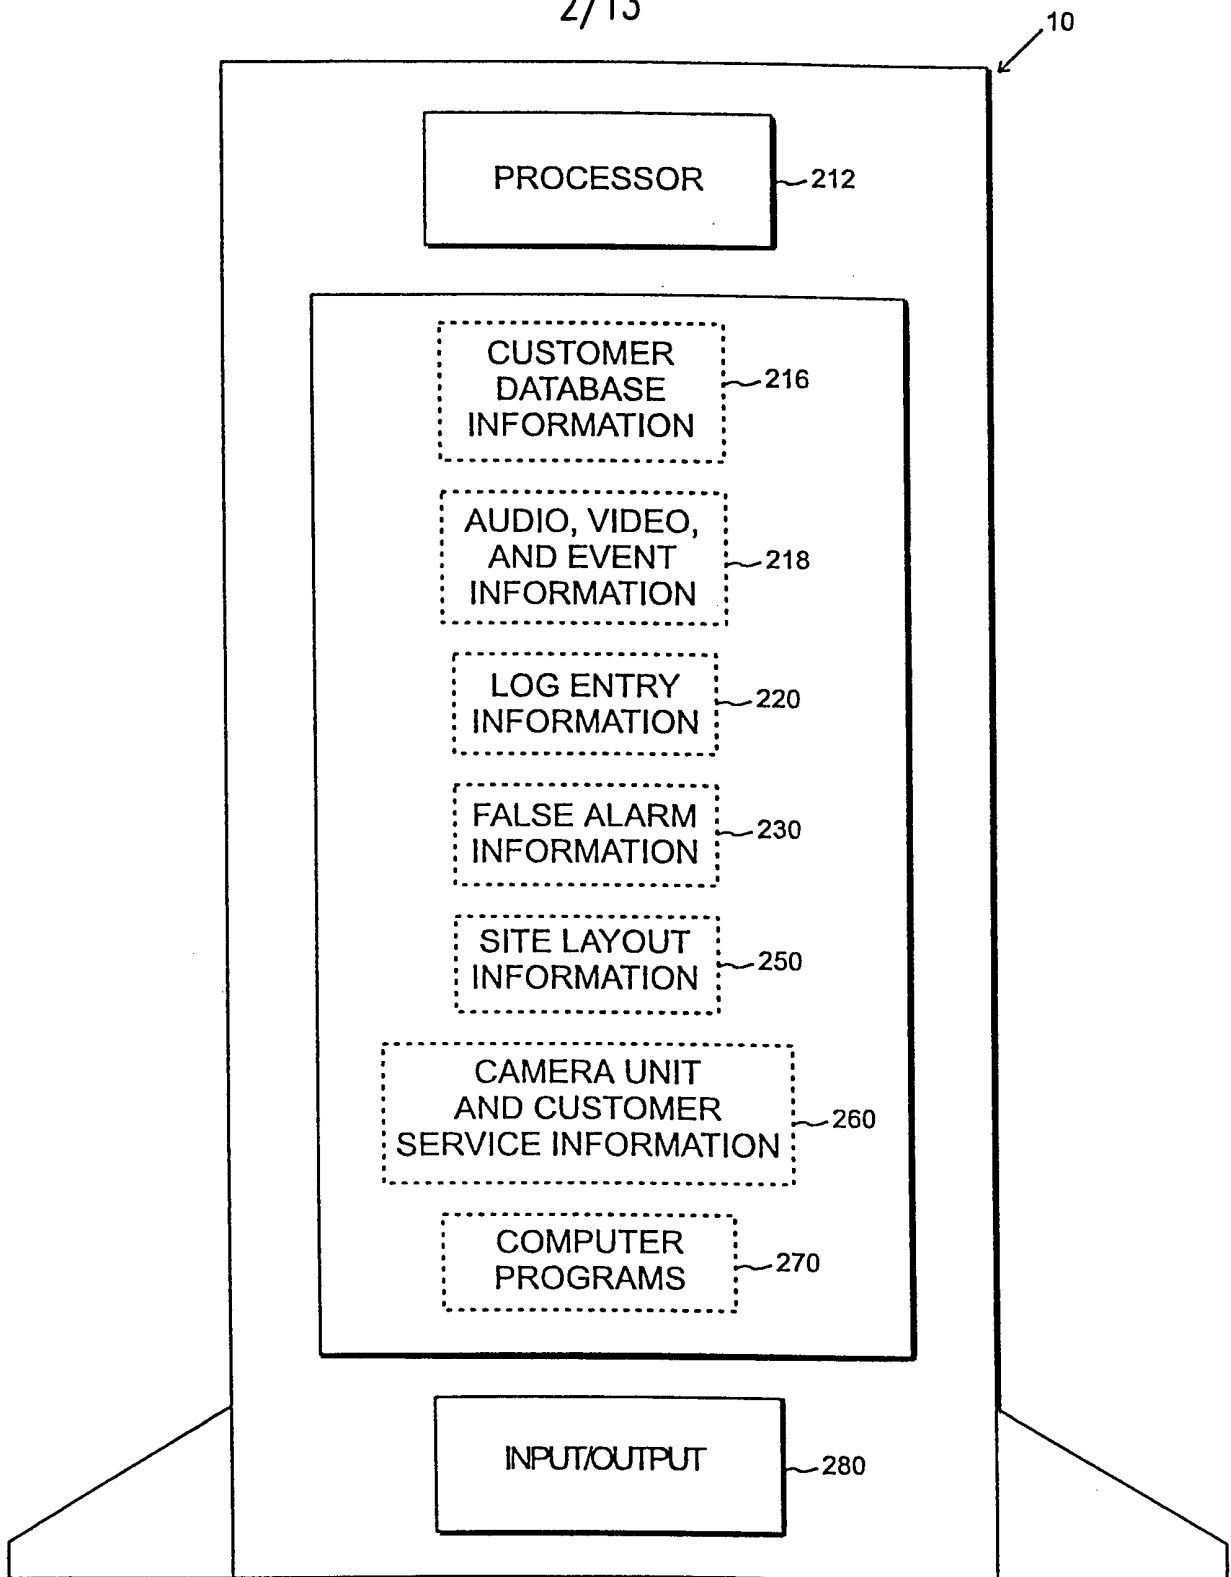 2/13
10
PROCESSOR
212
CUSTOMER
DATABASE
INFORMATION
216
AUDIO, VIDEO,
AND EVENT
INFORMATION
218
LOG ENTRY
INFORMATION
220
FALSE ALARM
INFORMATION
230
SITE LAYOUT
INFORMATION
250
CAMERA UNIT
AND CUSTOMER
SERVICE INFORMATION
260
COMPUTER
PROGRAMS
270
INPUT/OUTPUT
280